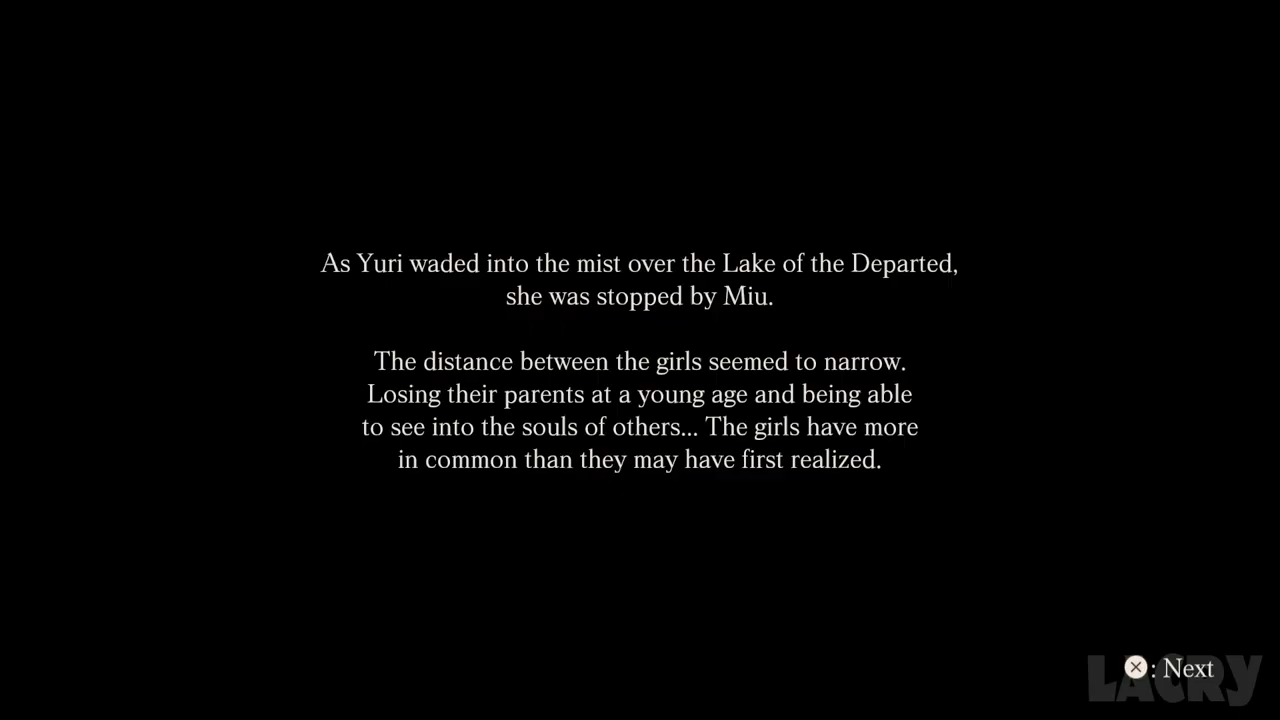 As Yuri waded into the mist over the Lake of the Departed,
she was stopped by Miu.
The distance between the girls seemed to narrow.
Losing their parents at a young age and being able
to see into the souls of others... The girls have more
in common than they may have first realized.
: Next
LACRY